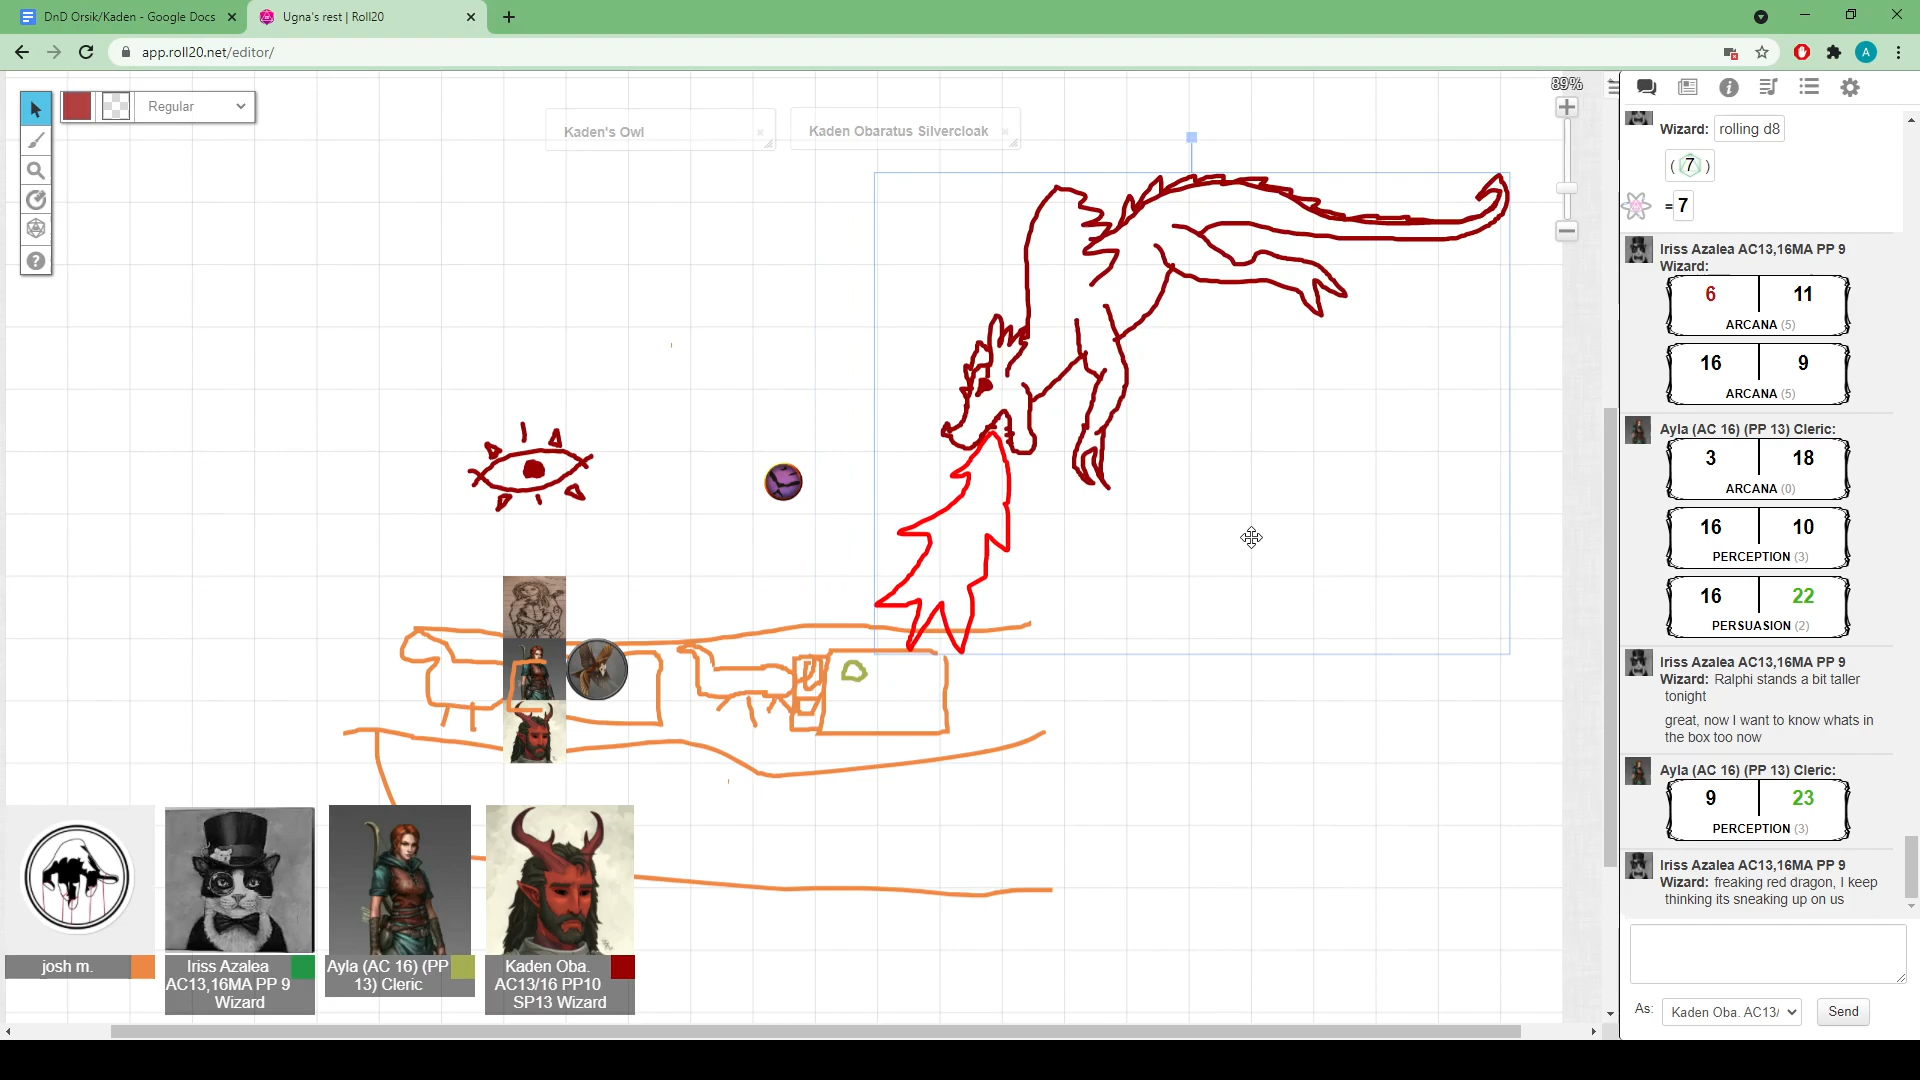 DnD Orsik/Kaden - Google Docs
Ugna's rest | Roll20
app.roll20.net/editor/
A
Regular
Kaden's Owl
Kaden Obaratus Silvercloak
89%
Wizard: rolling d8
( 7 )
=7
Iriss Azalea AC13,16MA PP 9
Wizard:
6 11
ARCANA (5)
16 9
ARCANA (5)
Ayla (AC 16) (PP 13) Cleric:
3 18
ARCANA (0)
16 10
PERCEPTION (3)
16 22
PERSUASION (2)
Iriss Azalea AC13,16MA PP 9
Wizard: Ralphi stands a bit taller
tonight
great, now I want to know whats in
the box too now
Ayla (AC 16) (PP 13) Cleric:
9 23
PERCEPTION (3)
Iriss Azalea AC13,16MA PP 9
Wizard: freaking red dragon, I keep
thinking its sneaking up on us
As: Kaden Oba. AC13/
Send
josh m.
Iriss Azalea
AC13,16MA PP 9
Wizard
Ayla (AC 16) (PP
13) Cleric
Kaden Oba.
AC13/16 PP10
SP13 Wizard